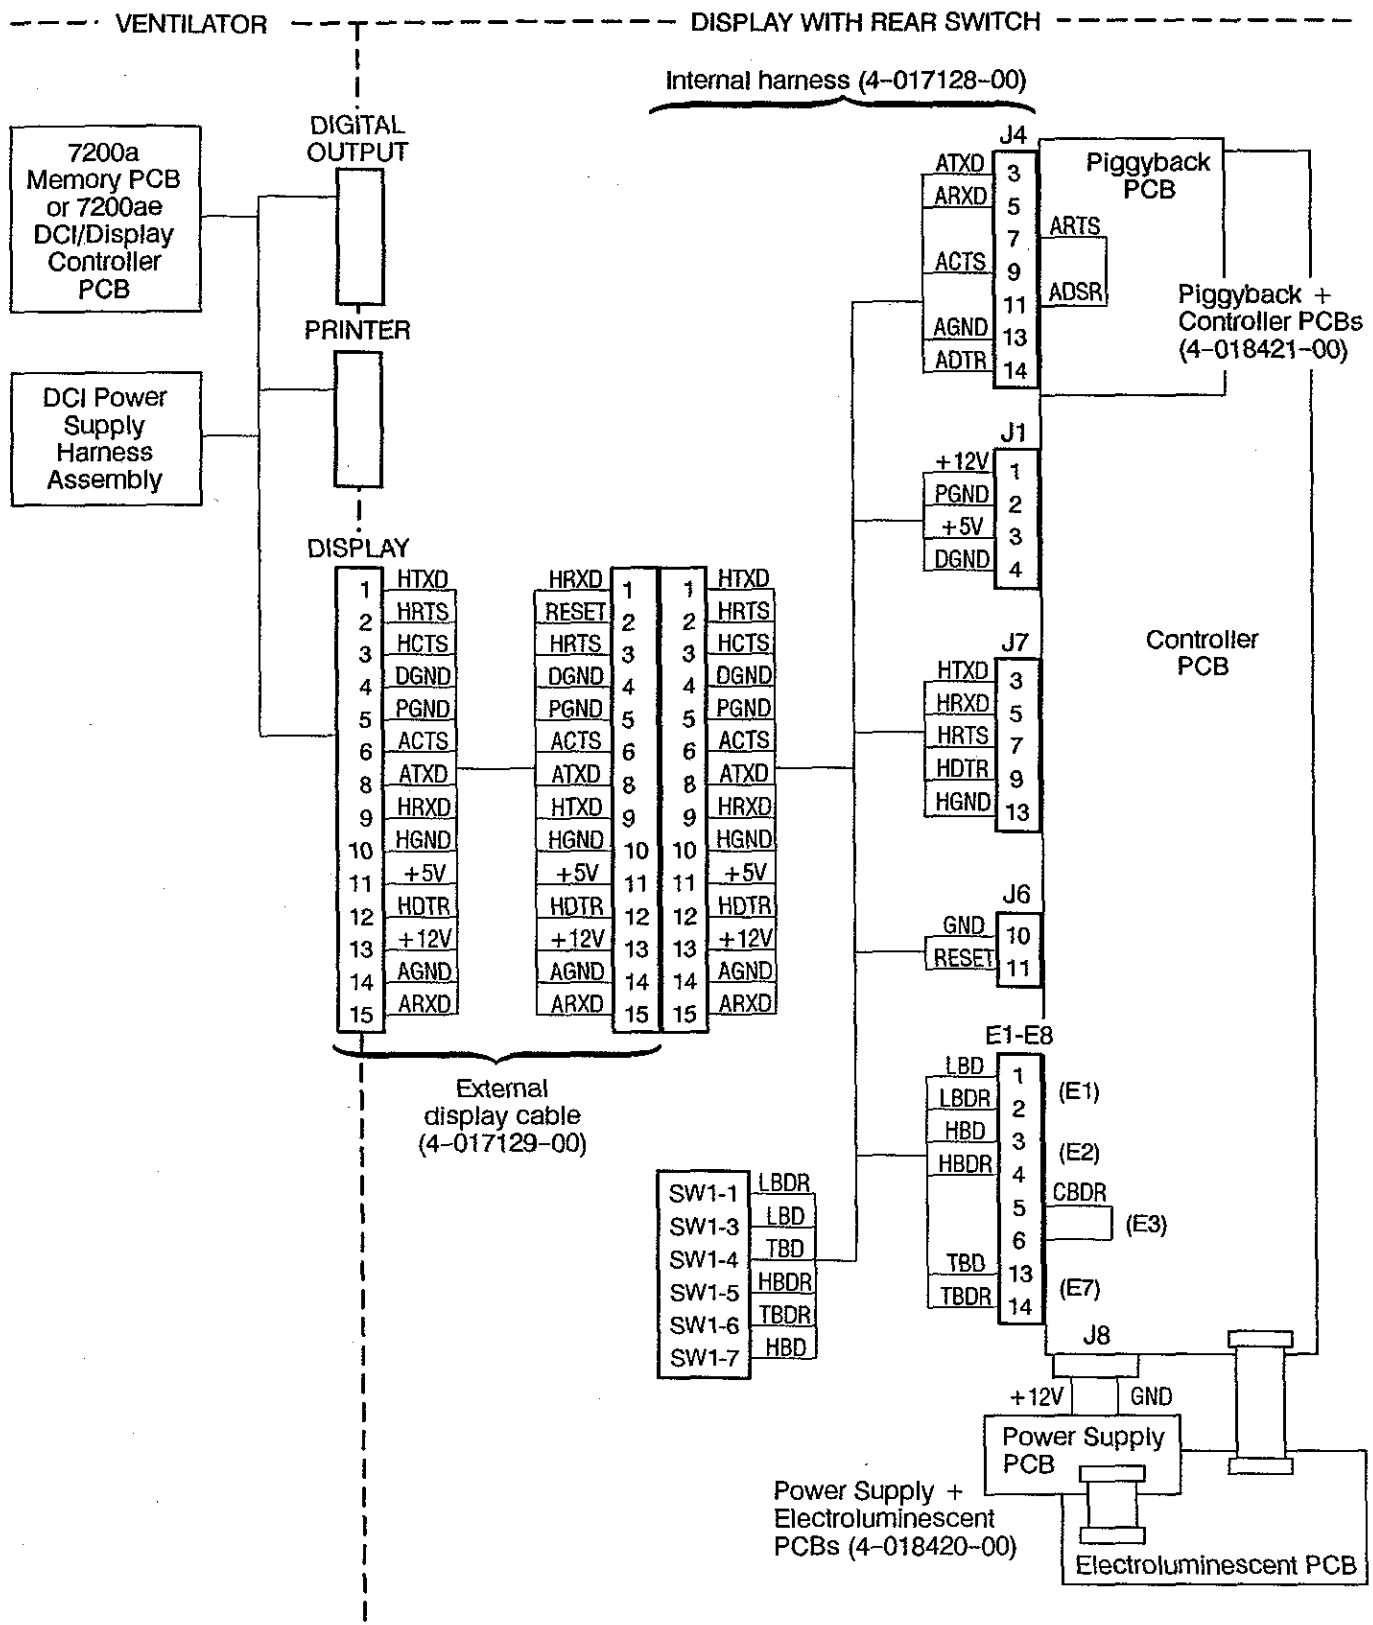 VENTILATOR
DISPLAY WITH REAR SWITCH
Internal harness (4-017128-00)
7200a
Memory PCB
or 7200ae
DCI/Display
Controller
PCB
DCI Power
Supply
Harness
Assembly
DIGITAL
OUTPUT
PRINTER
DISPLAY
1 HTXD
2 HRTS
3 HCTS
4 DGND
5 PGND
6 ACTS
8 ATXD
9 HRXD
10 HGND
11 +5V
12 HDTR
13 +12V
14 AGND
15 ARXD
HRXD 1
RESET 2
HRTS 3
DGND 4
PGND 5
ACTS 6
ATXD 8
HTXD 9
HGND 10
+5V 11
HDTR 12
+12V 13
AGND 14
ARXD 15
1 HTXD
2 HRTS
3 HCTS
4 DGND
5 PGND
6 ACTS
8 ATXD
9 HRXD
10 HGND
11 +5V
12 HDTR
13 +12V
14 AGND
15 ARXD
External
display cable
(4-017129-00)
SW1-1 LBDR
SW1-3 LBD
SW1-4 TBD
SW1-5 HBDR
SW1-6 TBDR
SW1-7 HBD
J4
ATXD 3
ARXD 5
7 ARTS
ACTS 9
11 ADSR
AGND 13
ADTR 14
Piggyback
PCB
Piggyback +
Controller PCBs
(4-018421-00)
J1
+12V 1
PGND 2
+5V 3
DGND 4
J7
HTXD 3
HRXD 5
HRTS 7
HDTR 9
HGND 13
Controller
PCB
J6
GND 10
RESET 11
E1-E8
LBD 1
(E1)
LBDR 2
HBD 3
(E2)
HBDR 4
5 CBDR
(E3)
6
TBD 13
(E7)
TBDR 14
J8
+12V GND
Power Supply
PCB
Power Supply +
Electroluminescent
PCBs (4-018420-00)
Electroluminescent PCB